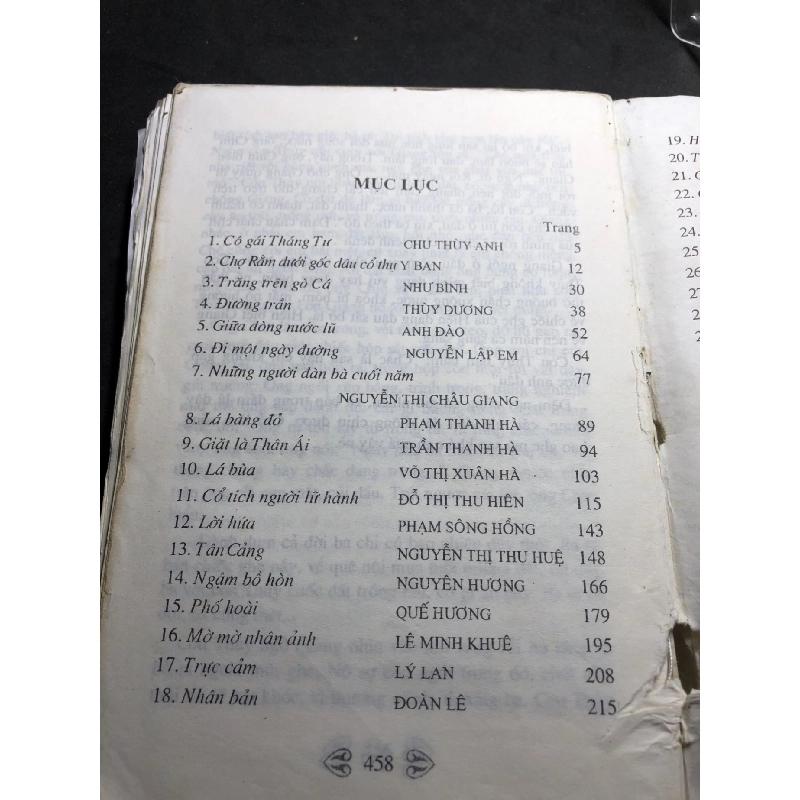 MỤC LỤC
Trang
1. Cô gái Tháng Tư CHU THÙY ANH 5
2. Chợ Rằm dưới gốc dâu cổ thụ Y BAN 12
3. Trăng trên gò Cá NHƯ BÌNH 30
4. Đường trần THÙY DƯƠNG 38
5. Giữa dòng nước lũ ANH ĐÀO 52
6. Đi một ngày đường NGUYỄN LẬP EM 64
7. Những người đàn bà cuối năm 77
NGUYỄN THỊ CHÂU GIANG
8. Lá bàng đỏ PHẠM THANH HÀ 89
9. Giặt là Thân Ái TRẦN THANH HÀ 94
10. Lá bùa VÕ THỊ XUÂN HÀ 103
11. Cổ tích người lữ hành ĐỖ THỊ THU HIÊN 115
12. Lời hứa PHẠM SÔNG HỒNG 143
13. Tân Cảng NGUYỄN THỊ THU HUỆ 148
14. Ngậm bồ hòn NGUYÊN HƯƠNG 166
15. Phố hoài QUẾ HƯƠNG 179
16. Mờ mờ nhân ảnh LÊ MINH KHUÊ 195
17. Trực cảm LÝ LAN 208
18. Nhân bản ĐOÀN LÊ 215
458
19. H
20. T
21.
22.
23.
24.
25
26
27
2
2